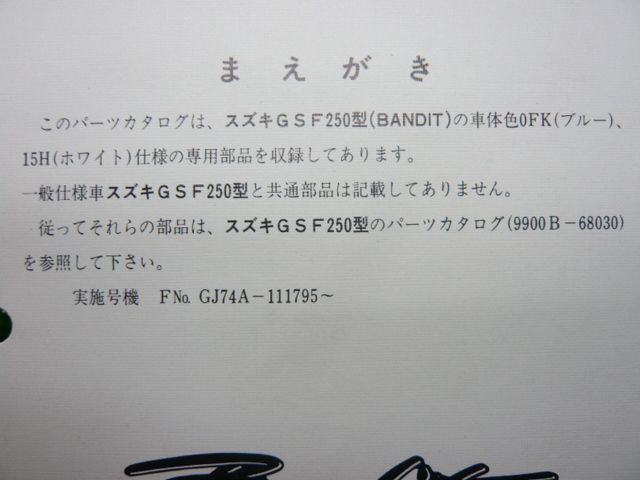 まえがき
このパーツカタログは、スズキGSF250型(BANDIT)の車体色0FK(ブルー)、
15H(ホワイト)仕様の専用部品を収録してあります。
一般仕様車スズキGSF250型と共通部品は記載してありません。
従ってそれらの部品は、スズキGSF250型のパーツカタログ(9900B-68030)
を参照して下さい。
実施号機 FNo. GJ74A-111795~